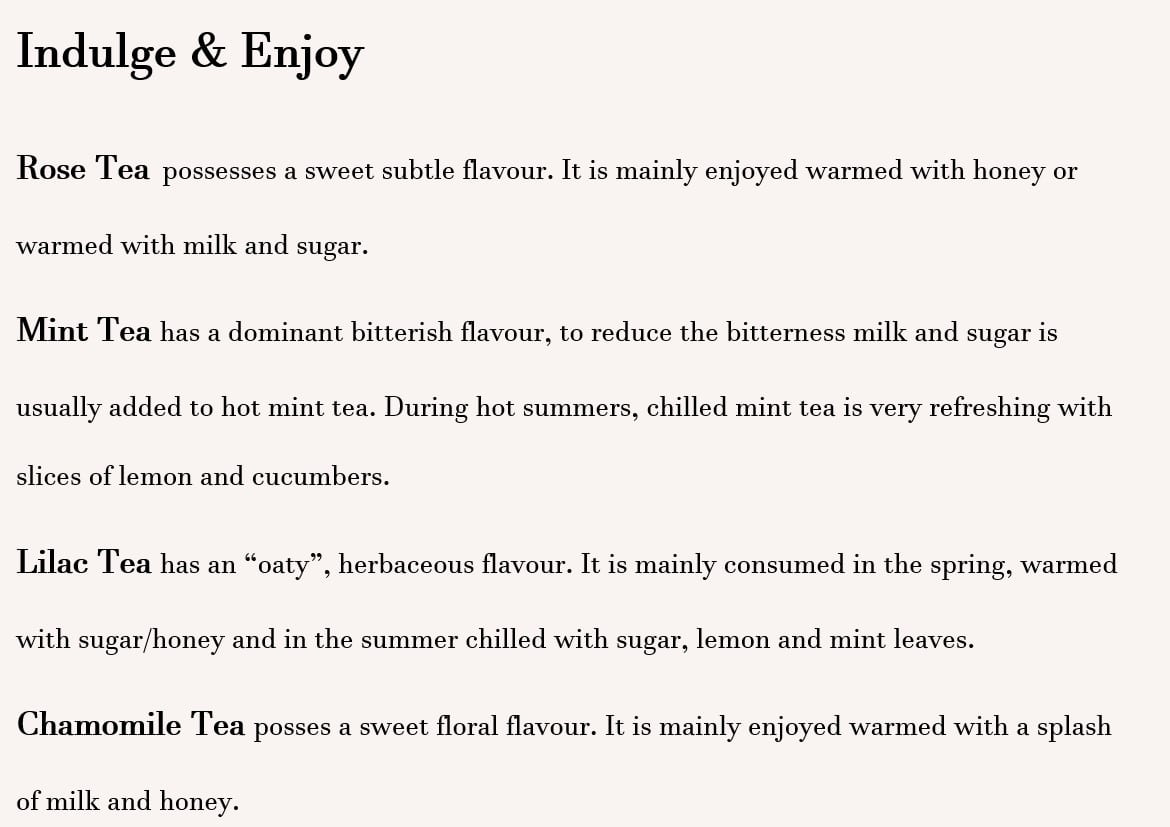 Indulge & Enjoy
Rose Tea possesses a sweet subtle flavour. It is mainly enjoyed warmed with honey or
warmed with milk and sugar.
Mint Tea has a dominant bitterish flavour, to reduce the bitterness milk and sugar is
usually added to hot mint tea. During hot summers, chilled mint tea is very refreshing with
slices of lemon and cucumbers.
Lilac Tea has an “oaty”, herbaceous flavour. It is mainly consumed in the spring, warmed
with sugar/honey and in the summer chilled with sugar, lemon and mint leaves.
Chamomile Tea posses a sweet floral flavour. It is mainly enjoyed warmed with a splash
of milk and honey.